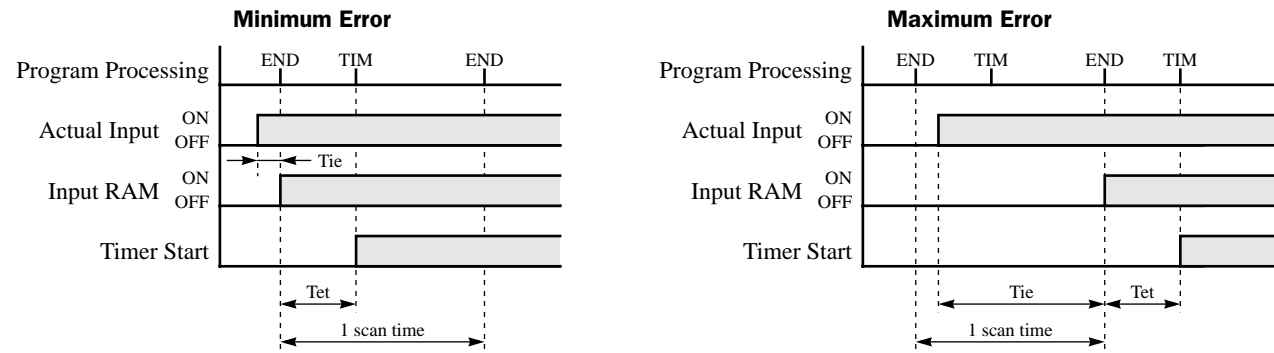 Minimum Error
Program Processing
END TIM END
Actual Input ON
OFF
Tie
Input RAM ON
OFF
Timer Start
Tet
1 scan time
Maximum Error
Program Processing
END TIM END TIM
Actual Input ON
OFF
Input RAM ON
OFF
Timer Start
Tie Tet
1 scan time